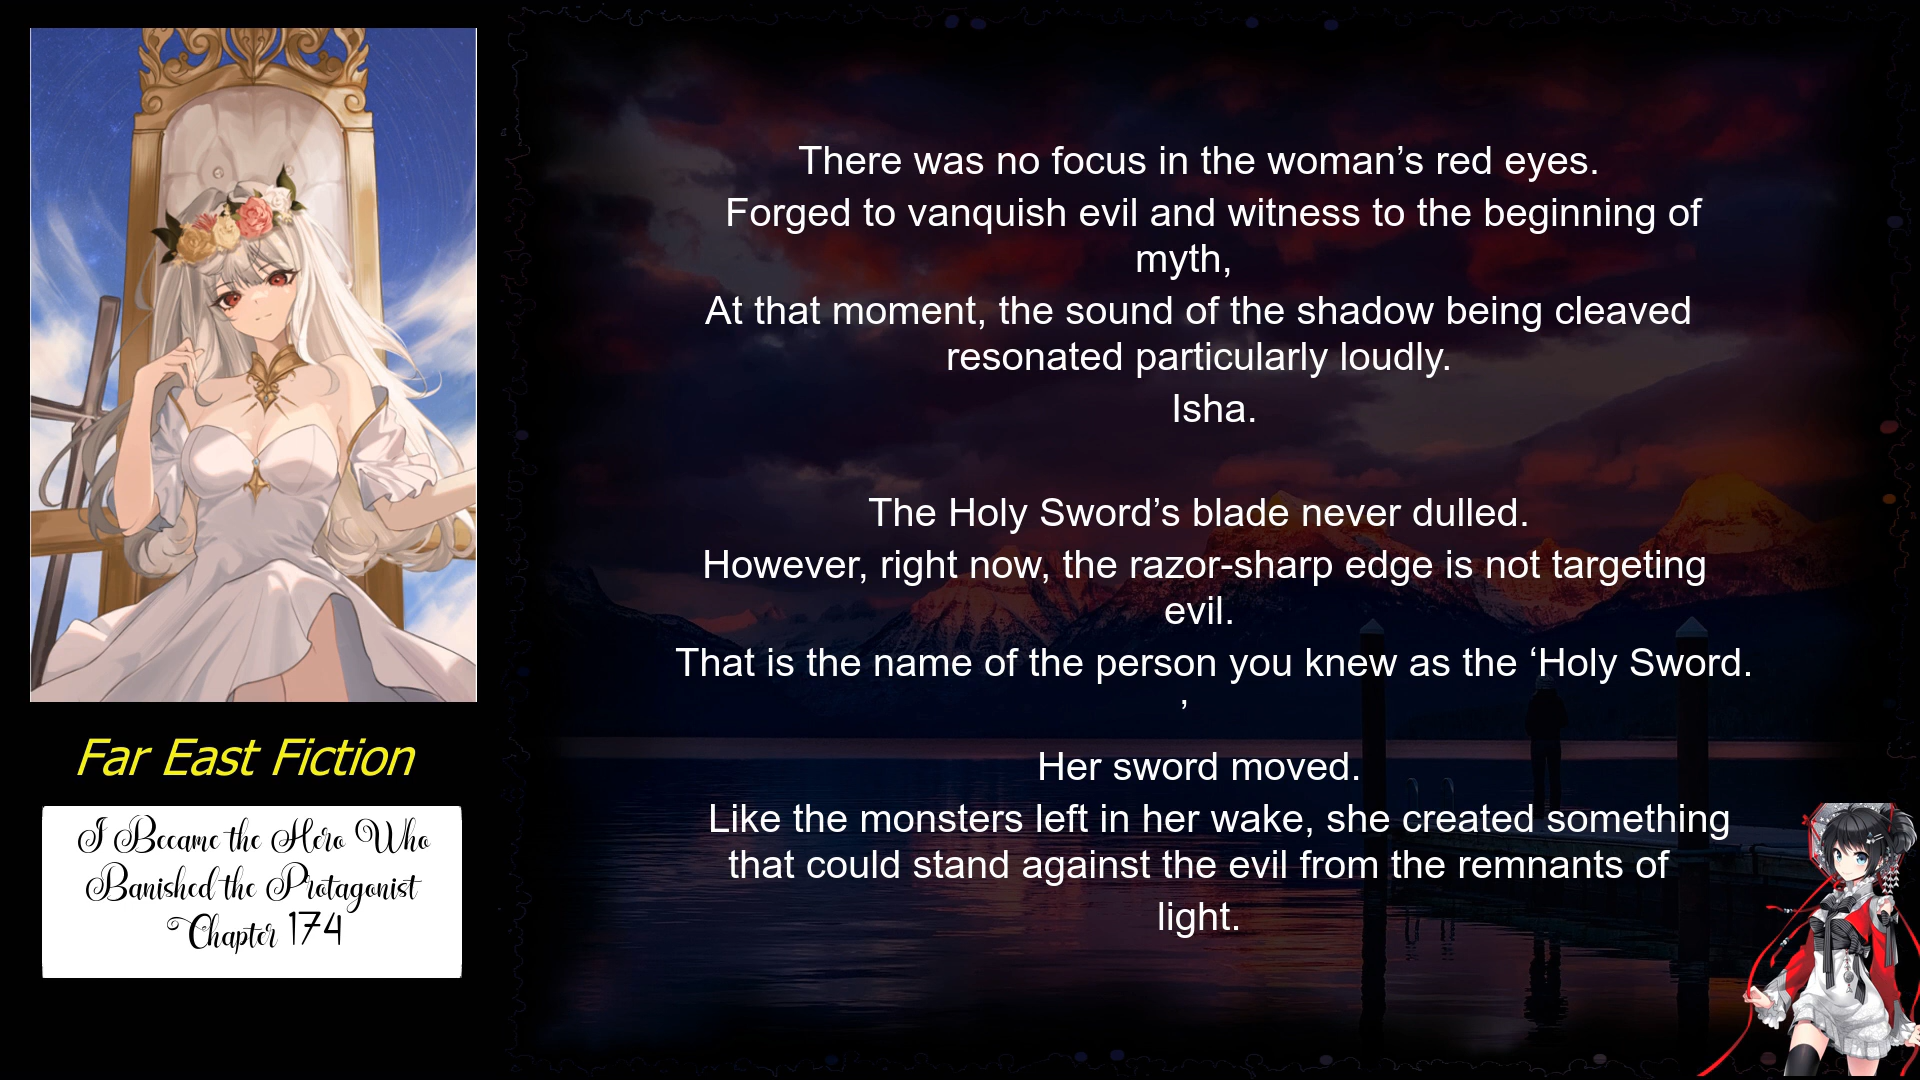 There was no focus in the woman’s red eyes.
Forged to vanquish evil and witness to the beginning of
myth,
At that moment, the sound of the shadow being cleaved
resonated particularly loudly.
Isha.
The Holy Sword’s blade never dulled.
However, right now, the razor-sharp edge is not targeting
evil.
That is the name of the person you knew as the ‘Holy Sword.
’
Her sword moved.
Like the monsters left in her wake, she created something
that could stand against the evil from the remnants of
light.
Far East Fiction
I Became the Hero Who
Banished the Protagonist
Chapter 174